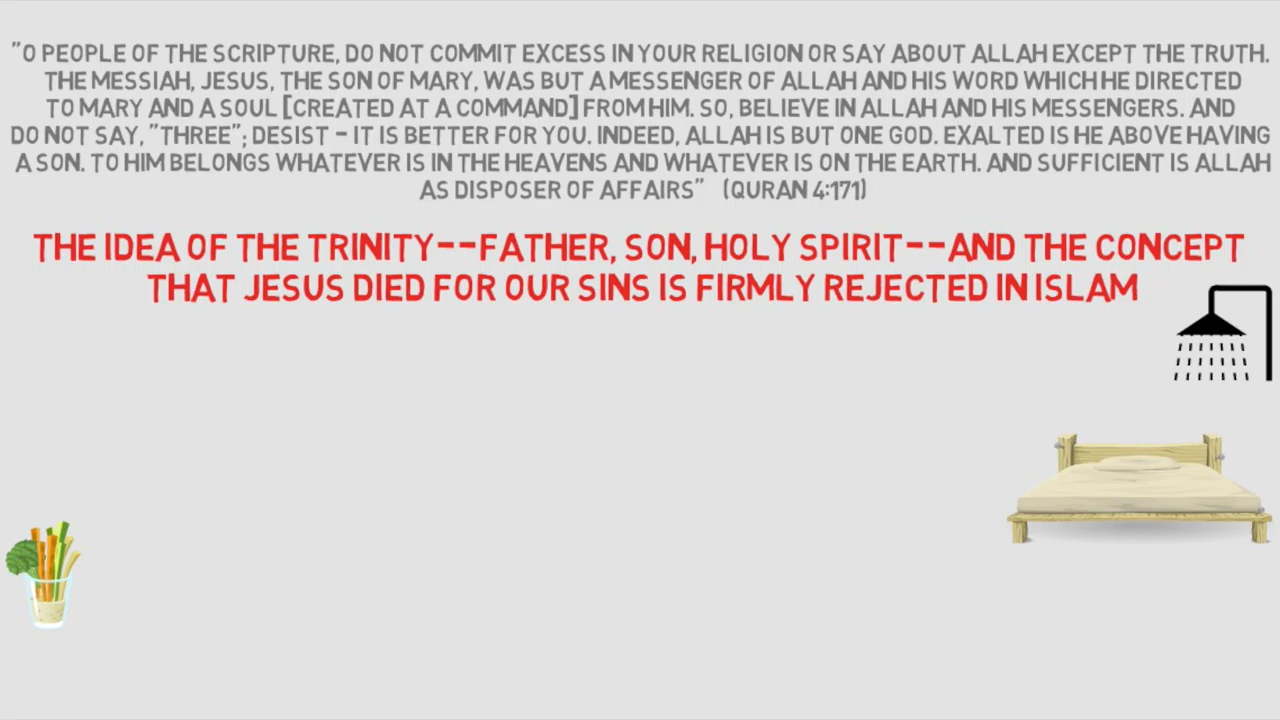 "O PEOPLE OF THE SCRIPTURE, DO NOT COMMIT EXCESS IN YOUR RELIGION OR SAY ABOUT ALLAH EXCEPT THE TRUTH.
THE MESSIAH, JESUS, THE SON OF MARY, WAS BUT A MESSENGER OF ALLAH AND HIS WORD WHICH HE DIRECTED
TO MARY AND A SOUL [CREATED AT A COMMAND] FROM HIM. SO, BELIEVE IN ALLAH AND HIS MESSENGERS. AND
DO NOT SAY, "THREE"; DESIST - IT IS BETTER FOR YOU. INDEED, ALLAH IS BUT ONE GOD. EXALTED IS HE ABOVE HAVING
A SON. TO HIM BELONGS WHATEVER IS IN THE HEAVENS AND WHATEVER IS ON THE EARTH. AND SUFFICIENT IS ALLAH
AS DISPOSER OF AFFAIRS" (QURAN 4:171)
THE IDEA OF THE TRINITY--FATHER, SON, HOLY SPIRIT--AND THE CONCEPT
THAT JESUS DIED FOR OUR SINS IS FIRMLY REJECTED IN ISLAM